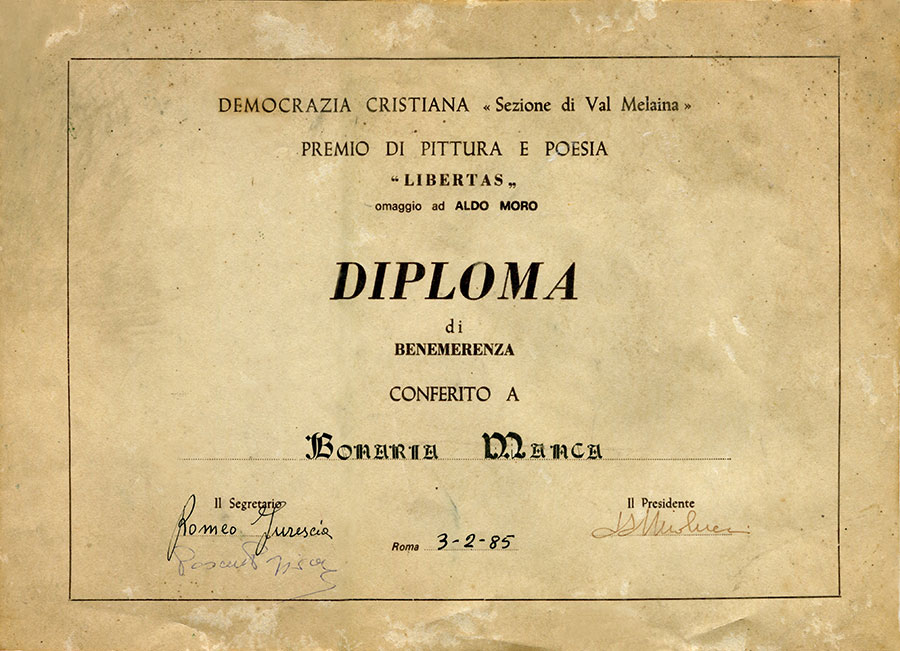 DEMOCRAZIA CRISTIANA « Sezione di Val Melaina »
PREMIO DI PITTURA E POESIA
“ LIBERTAS „
omaggio ad ALDO MORO
DIPLOMA
di
BENEMERENZA
CONFERITO A
Bonaria Manca
Il Segretario
Il Presidente
Romeo
Roma 3-2-85